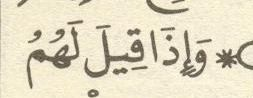 * وَإِذَا قِيلَ لَهُمُ